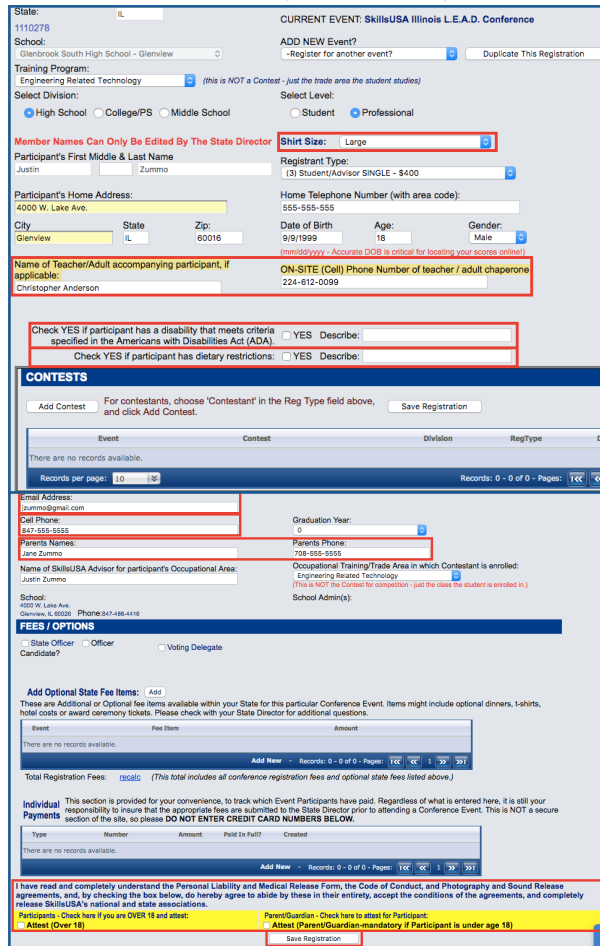 State: IL
CURRENT EVENT: SkillsUSA Illinois L.E.A.D. Conference
1110278
School:
Glenbrook South High School - Glenview
ADD NEW Event?
-Register for another event?
Duplicate This Registration
Training Program:
Engineering Related Technology
(this is NOT a Contest - just the trade area the student studies)
Select Division:
High School College/PS Middle School
Select Level:
Student Professional
Member Names Can Only Be Edited By The State Director
Shirt Size: Large
Participant's First Middle & Last Name
Justin Zummo
Registrant Type:
(3) Student/Advisor SINGLE - $400
Participant's Home Address:
4000 W. Lake Ave.
Home Telephone Number (with area code):
555-555-555
City State Zip:
Glenview IL 60016
Date of Birth Age: Gender:
9/9/1999 18 Male
(mm/dd/yyyy - Accurate DOB is critical for locating your scores online!)
Name of Teacher/Adult accompanying participant, if
applicable:
Christopher Anderson
ON-SITE (Cell) Phone Number of teacher / adult chaperone
224-612-0099
Check YES if participant has a disability that meets criteria
specified in the Americans with Disabilities Act (ADA).
YES Describe:
Check YES if participant has dietary restrictions: YES Describe:
CONTESTS
Add Contest
For contestants, choose 'Contestant' in the Reg Type field above,
and click Add Contest.
Save Registration
Event Contest Division RegType D
There are no records available.
Records per page: 10
Records: 0 - 0 of 0 - Pages:
Email Address:
jzummo@gmail.com
Cell Phone:
847-555-5555
Graduation Year:
0
Parents Names:
Jane Zummo
Parents Phone:
708-555-5555
Name of SkillsUSA Advisor for participant's Occupational Area:
Justin Zummo
Occupational Training/Trade Area in which Contestant is enrolled:
Engineering Related Technology
(This is NOT the Contest for competition - just the class the student is enrolled in.)
School:
4000 W. Lake Ave.
Glenview, IL 60026 Phone:847-486-4416
School Admin(s):
FEES / OPTIONS
State Officer Officer
Candidate?
Voting Delegate
Add Optional State Fee Items: Add
These are Additional or Optional fee items available within your State for this particular Conference Event. Items might include optional dinners, t-shirts,
hotel costs or award ceremony tickets. Please check with your State Director for additional questions.
Event Fee Item Amount
There are no records available.
Add New - Records: 0 - 0 of 0 - Pages: 1
Total Registration Fees: recalc (This total includes all conference registration fees and optional state fees listed above.)
Individual
Payments
This section is provided for your convenience, to track which Event Participants have paid. Regardless of what is entered here, it is still your
responsibility to insure that the appropriate fees are submitted to the State Director prior to attending a Conference Event. This is NOT a secure
section of the site, so please DO NOT ENTER CREDIT CARD NUMBERS BELOW.
Type Number Amount Paid In Full? Created
There are no records available.
Add New - Records: 0 - 0 of 0 - Pages: 1
I have read and completely understand the Personal Liability and Medical Release Form, the Code of Conduct, and Photography and Sound Release
agreements, and, by checking the box below, do hereby agree to abide by these in their entirety, accept the conditions of the agreements, and completely
release SkillsUSA's national and state associations.
Participants - Check here if you are OVER 18 and attest:
Attest (Over 18)
Parent/Guardian - Check here to attest for Participant:
Attest (Parent/Guardian-mandatory if Participant is under age 18)
Save Registration